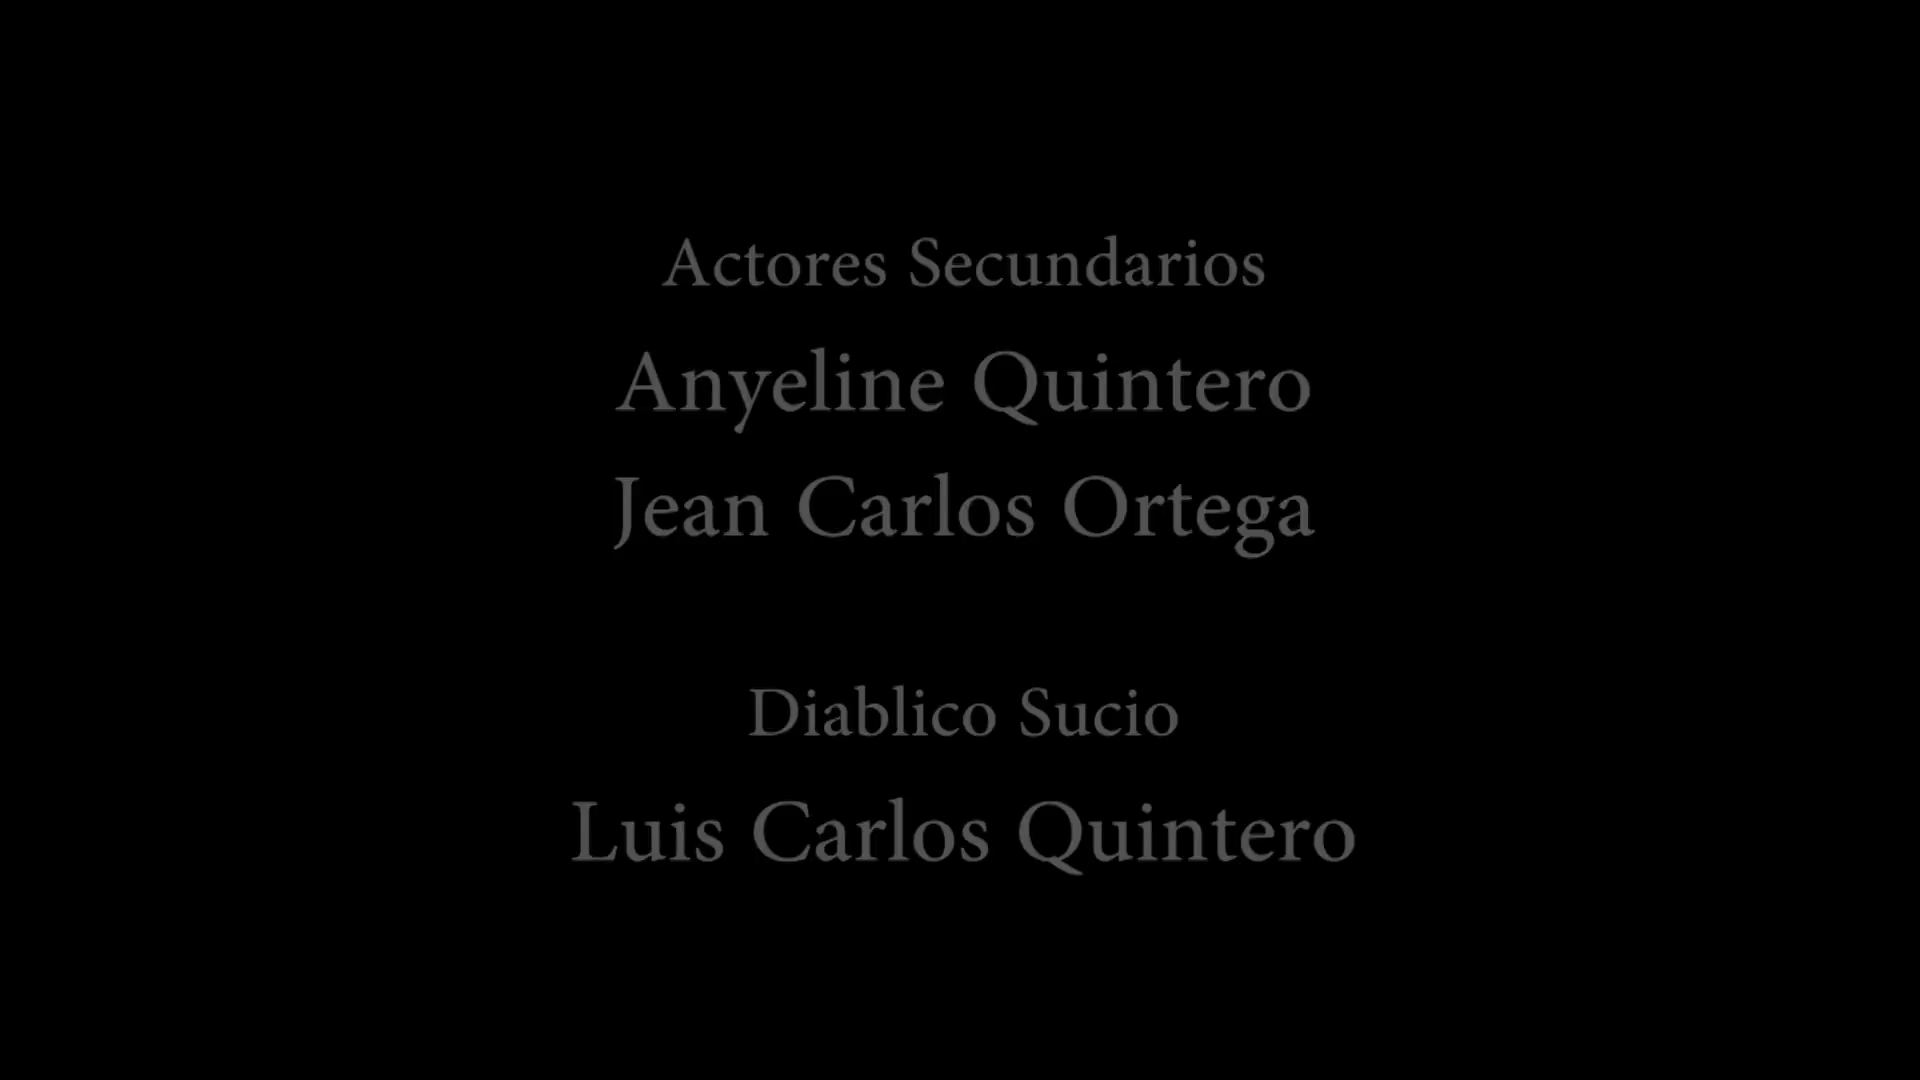 Actores Secundarios
Anyeline Quintero
Jean Carlos Ortega
Diablico Sucio
Luis Carlos Quintero